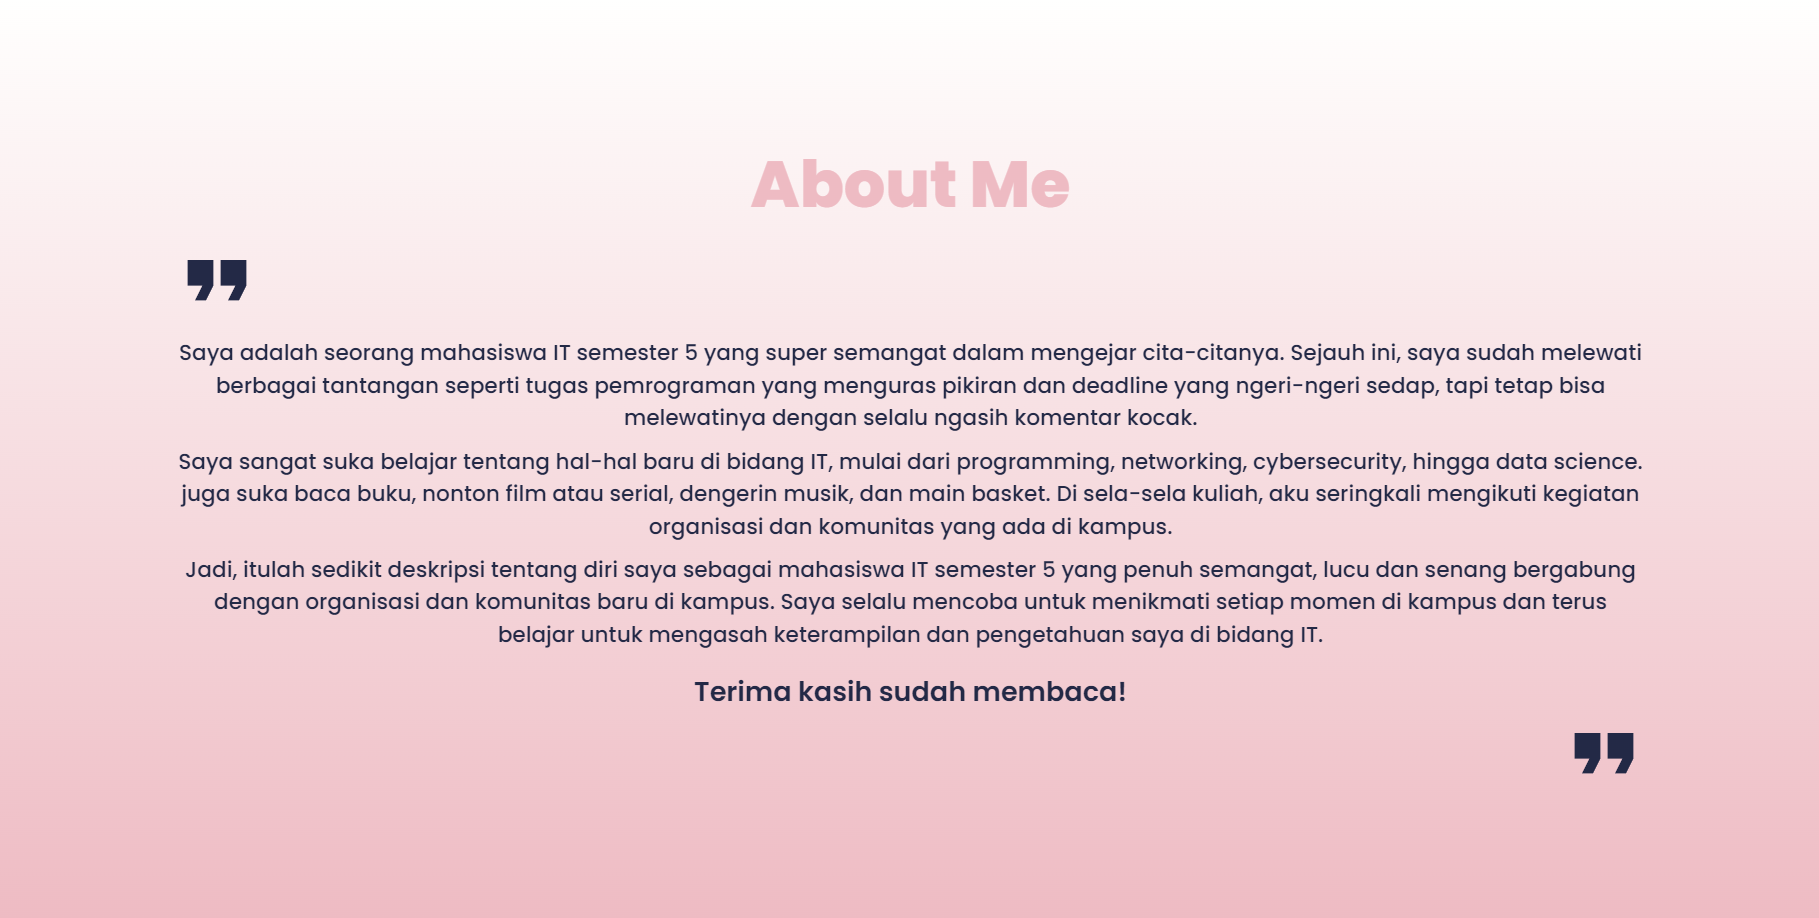 About Me
”
Saya adalah seorang mahasiswa IT semester 5 yang super semangat dalam mengejar cita-citanya. Sejauh ini, saya sudah melewati
berbagai tantangan seperti tugas pemrograman yang menguras pikiran dan deadline yang ngeri-ngeri sedap, tapi tetap bisa
melewatinya dengan selalu ngasih komentar kocak.
Saya sangat suka belajar tentang hal-hal baru di bidang IT, mulai dari programming, networking, cybersecurity, hingga data science.
juga suka baca buku, nonton film atau serial, dengerin musik, dan main basket. Di sela-sela kuliah, aku seringkali mengikuti kegiatan
organisasi dan komunitas yang ada di kampus.
Jadi, itulah sedikit deskripsi tentang diri saya sebagai mahasiswa IT semester 5 yang penuh semangat, lucu dan senang bergabung
dengan organisasi dan komunitas baru di kampus. Saya selalu mencoba untuk menikmati setiap momen di kampus dan terus
belajar untuk mengasah keterampilan dan pengetahuan saya di bidang IT.
Terima kasih sudah membaca!
”